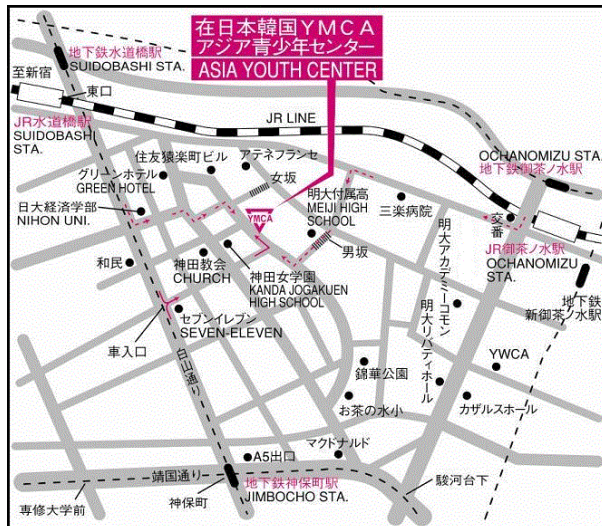 在日本韓国YMCA
アジア青少年センター
ASIA YOUTH CENTER
地下鉄水道橋駅
SUIDOBASHI STA.
至新宿
東口
JR水道橋駅
SUIDOBASHI
STA.
JR LINE
OCHANOMIZU STA.
地下鉄御茶ノ水駅
住友猿楽町ビル
アテネフランセ
グリーンホテル
GREEN HOTEL
女坂
明大付属高
MEIJI HIGH
SCHOOL
三楽病院
交番
日大経済学部
NIHON UNI.
YMCA
JR御茶ノ水駅
OCHANOMIZU
STA.
男坂
和民
神田教会
CHURCH
神田女学園
KANDA JOGAKUEN
HIGH SCHOOL
明大アカデミーコモン
明大リバティホール
地下鉄
新御茶ノ水駅
セブンイレブン
SEVEN-ELEVEN
車入口
白山通り
錦華公園
YWCA
お茶の水小
カザルスホール
A5出口
マクドナルド
靖国通り
地下鉄神保町駅
JIMBOCHO STA.
神保町
専修大学前
駿河台下